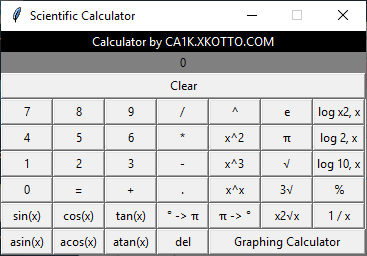 Scientific Calculator
Calculator by CA1K.XKOTTO.COM
0
Clear
7 8 9 / ^ e log x2, x
4 5 6 * x^2 π log 2, x
1 2 3 - x^3 √ log 10, x
0 = + . x^x 3√ %
sin(x) cos(x) tan(x) ° -> π π -> ° x2√x 1 / x
asin(x) acos(x) atan(x) del Graphing Calculator